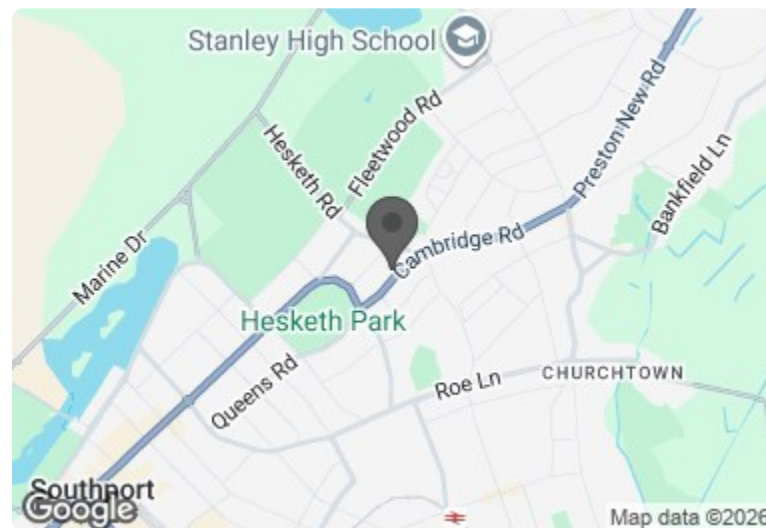 Stanley High School
Preston New Rd
Fleetwood Rd
Hesketh Rd
Bankfield Ln
Marine Dr
Cambridge Rd
Hesketh Park
Queens Rd
Roe Ln
CHURCHTOWN
Southport
Google
Map data ©2026